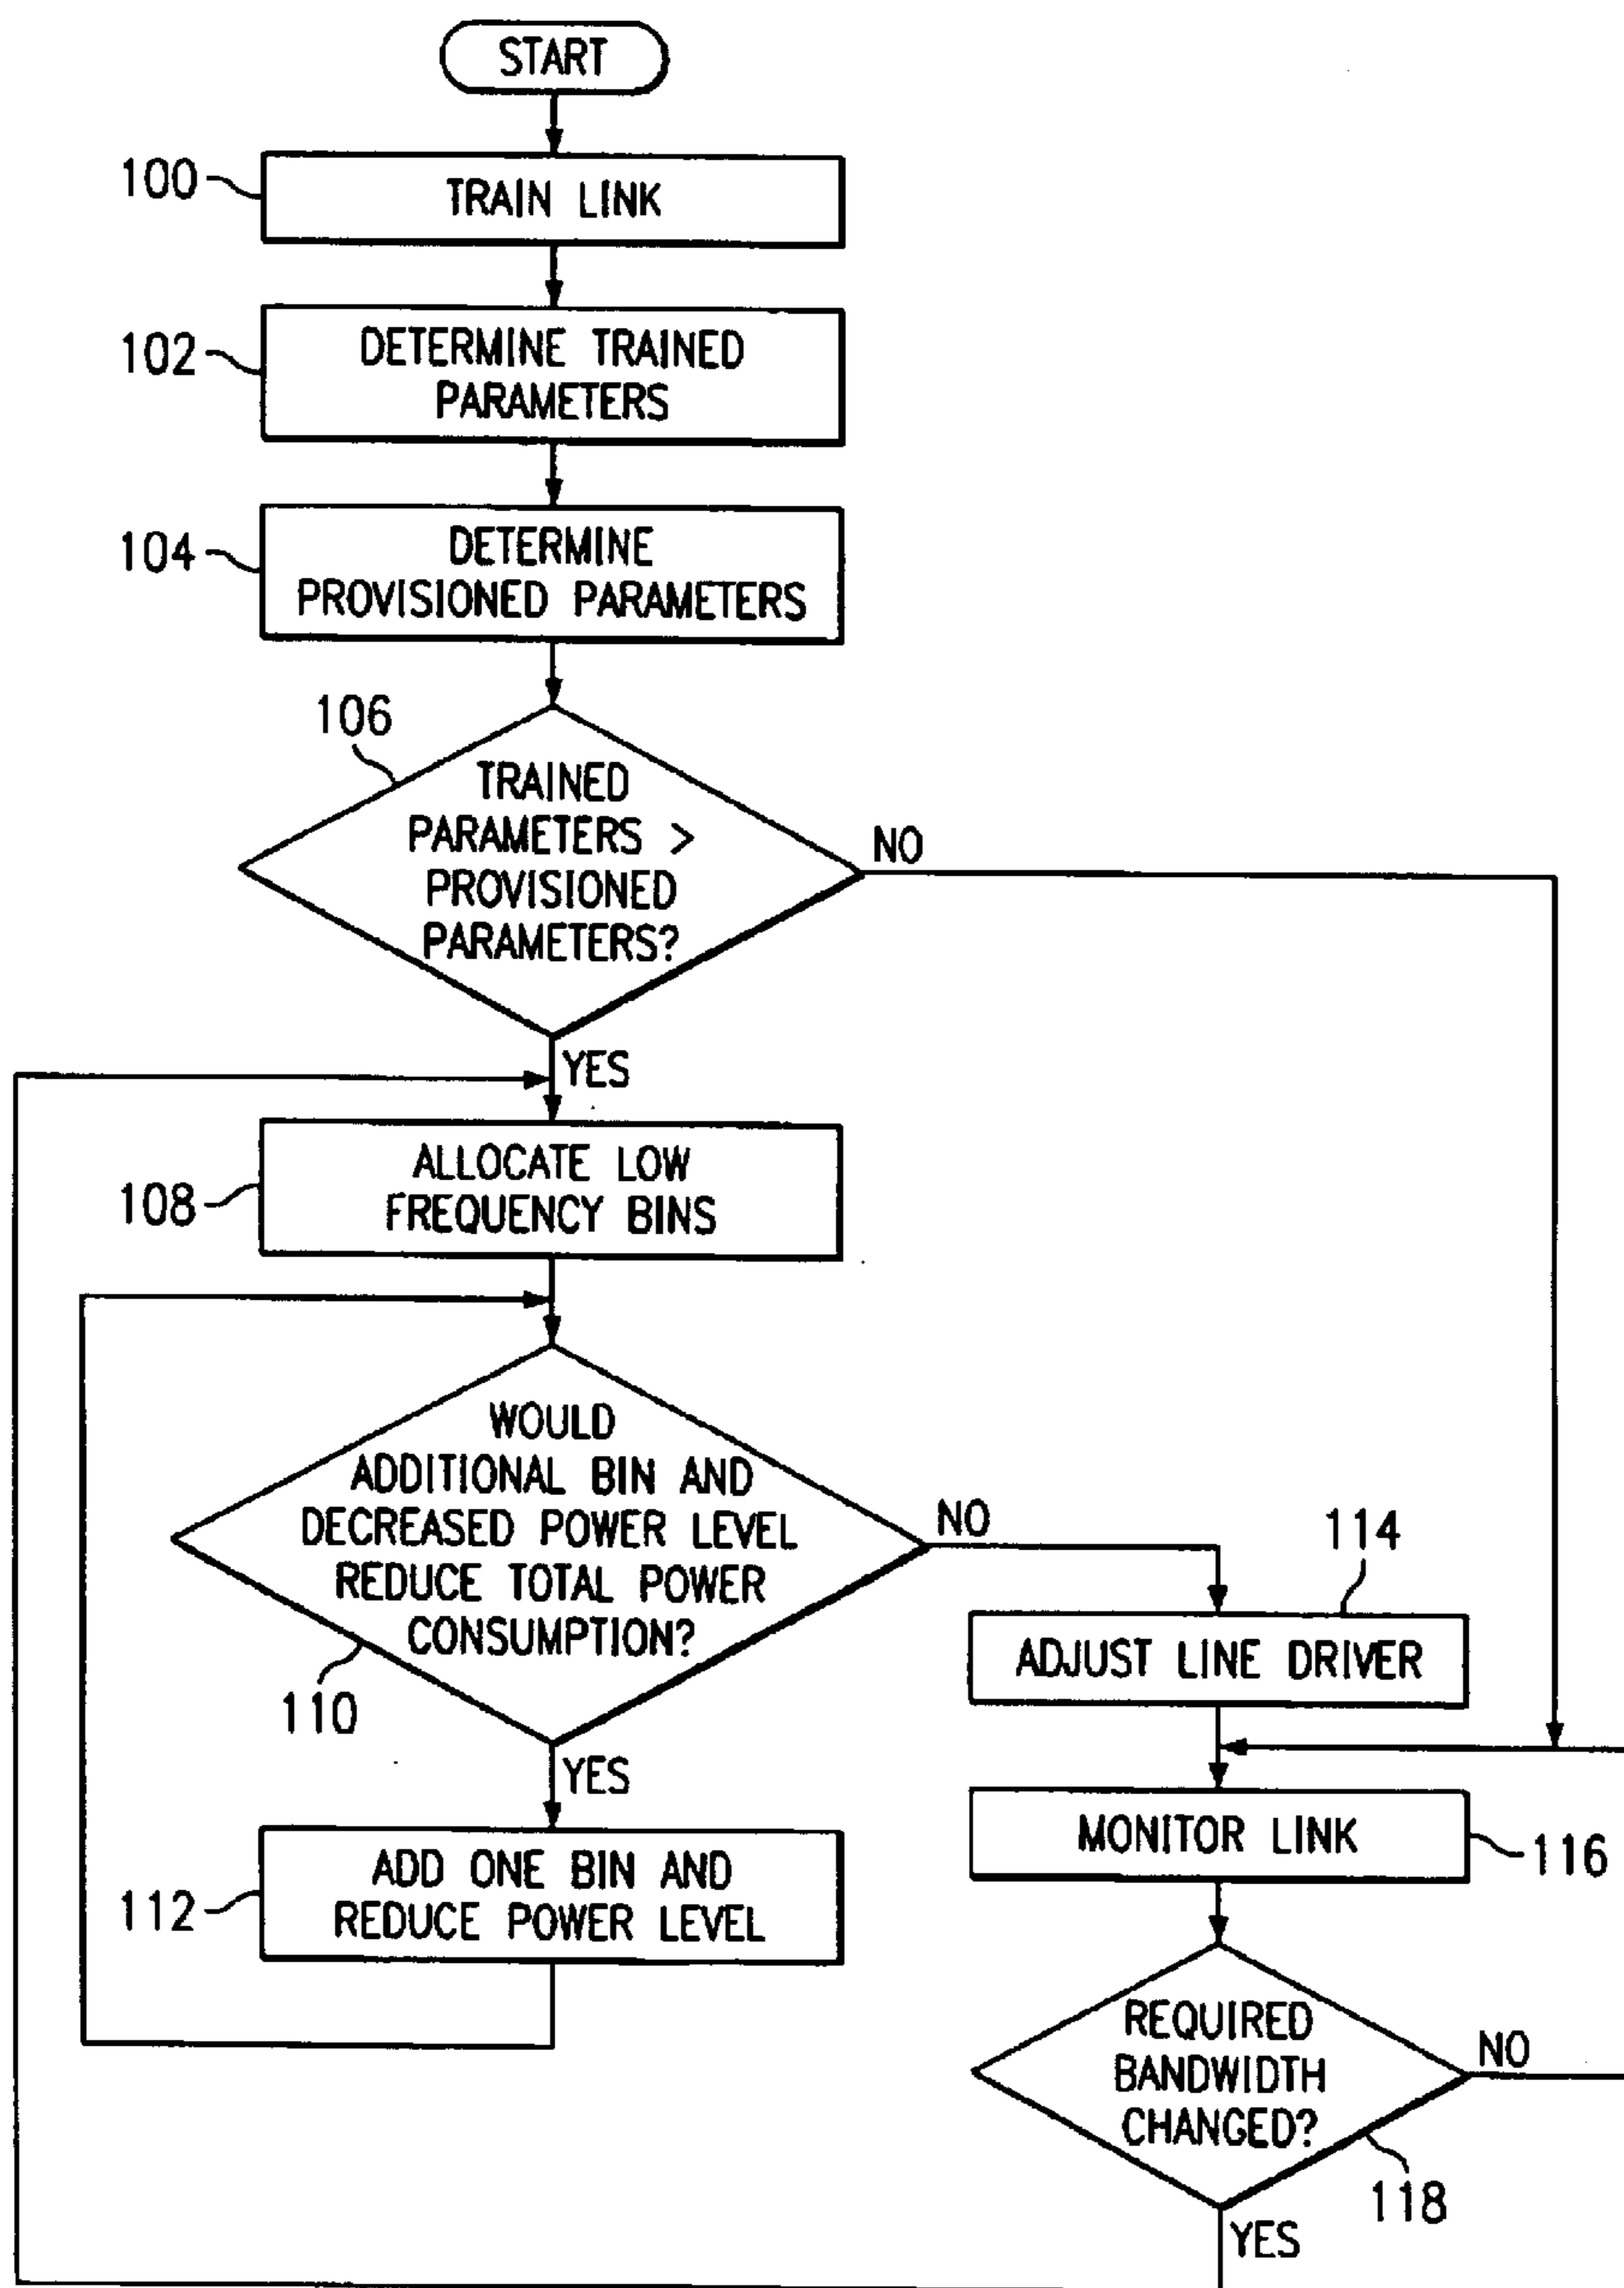 START
100
TRAIN LINK
102
DETERMINE TRAINED
PARAMETERS
104
DETERMINE
PROVISIONED PARAMETERS
106
TRAINED
PARAMETERS >
PROVISIONED
PARAMETERS?
NO
YES
108
ALLOCATE LOW
FREQUENCY BINS
WOULD
ADDITIONAL BIN AND
DECREASED POWER LEVEL
REDUCE TOTAL POWER
CONSUMPTION?
110
NO
YES
112
ADD ONE BIN AND
REDUCE POWER LEVEL
114
ADJUST LINE DRIVER
MONITOR LINK
116
REQUIRED
BANDWIDTH
CHANGED?
NO
118
YES